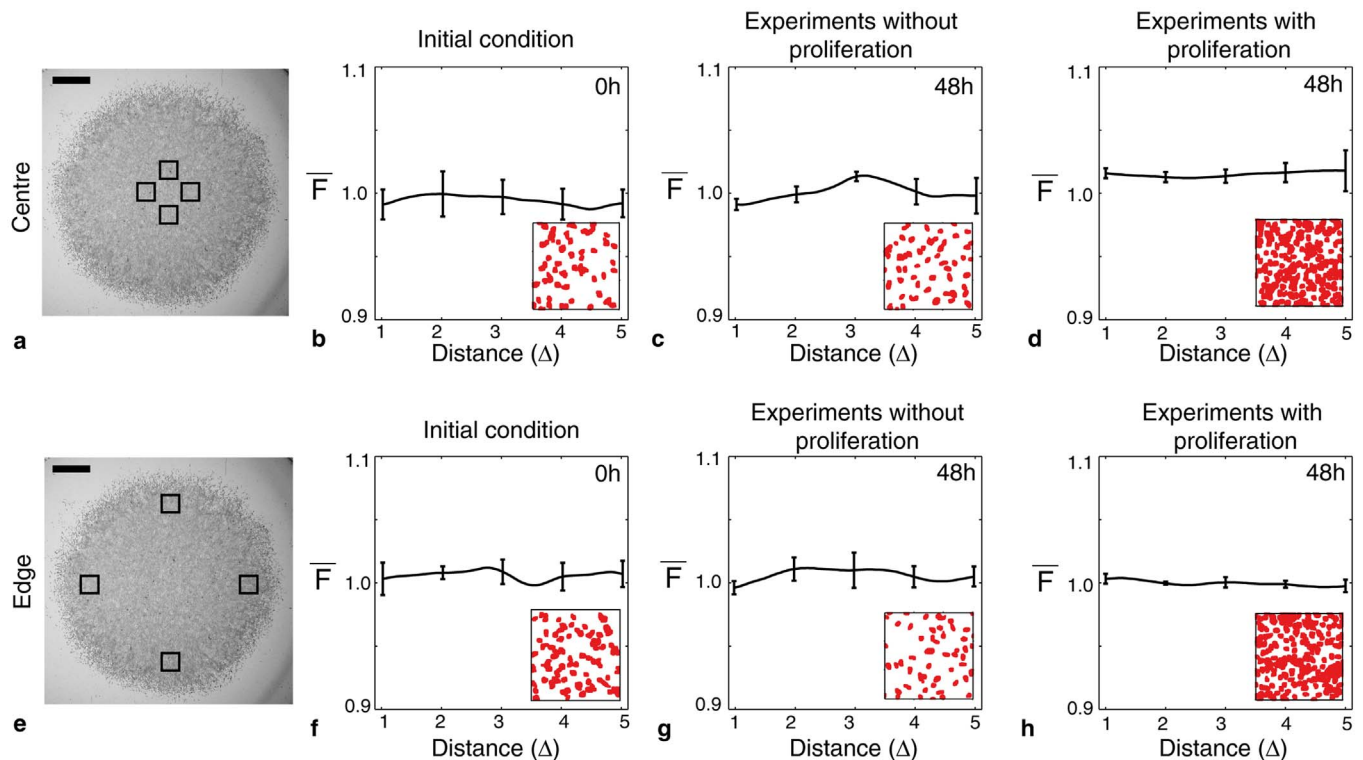 Centre
a
Initial condition
1.1
0h
F
1.0
0.9
1 2 3 4 5
Distance (Δ)
b
Experiments without
proliferation
1.1
48h
F
1.0
0.9
1 2 3 4 5
Distance (Δ)
c
Experiments with
proliferation
1.1
48h
F
1.0
0.9
1 2 3 4 5
Distance (Δ)
d
Edge
e
Initial condition
1.1
0h
F
1.0
0.9
1 2 3 4 5
Distance (Δ)
f
Experiments without
proliferation
1.1
48h
F
1.0
0.9
1 2 3 4 5
Distance (Δ)
g
Experiments with
proliferation
1.1
48h
F
1.0
0.9
1 2 3 4 5
Distance (Δ)
h